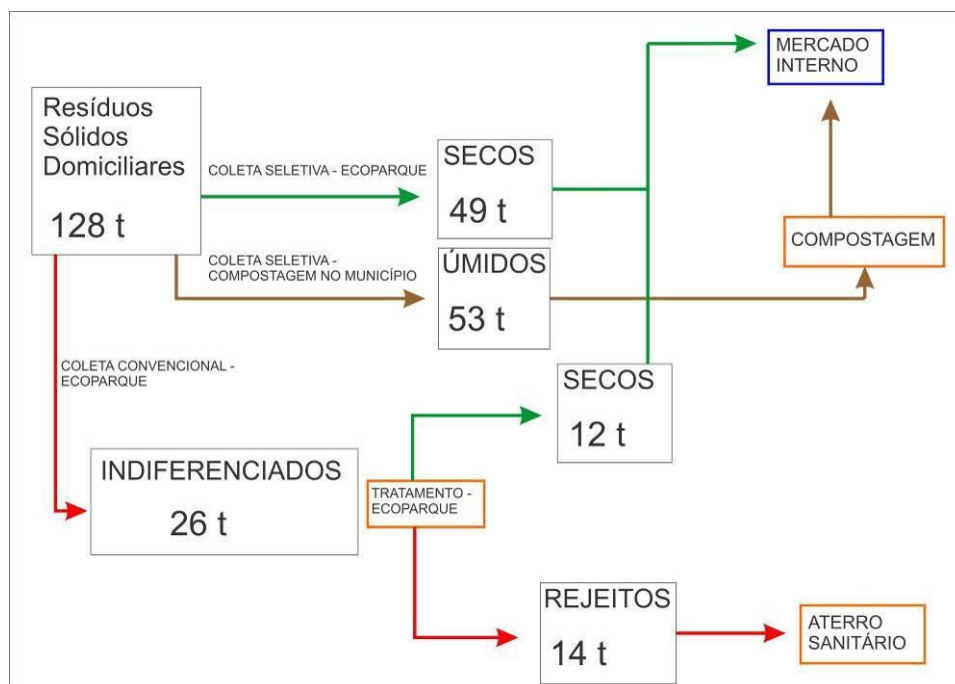 MERCADO
INTERNO
Resíduos
Sólidos
Domiciliares
128 t
COLETA SELETIVA - ECOPARQUE
SECOS
49 t
COLETA SELETIVA -
COMPOSTAGEM NO MUNICÍPIO
ÚMIDOS
53 t
COMPOSTAGEM
COLETA CONVENCIONAL -
ECOPARQUE
SECOS
12 t
INDIFERENCIADOS
26 t
TRATAMENTO -
ECOPARQUE
REJEITOS
14 t
ATERRO
SANITÁRIO